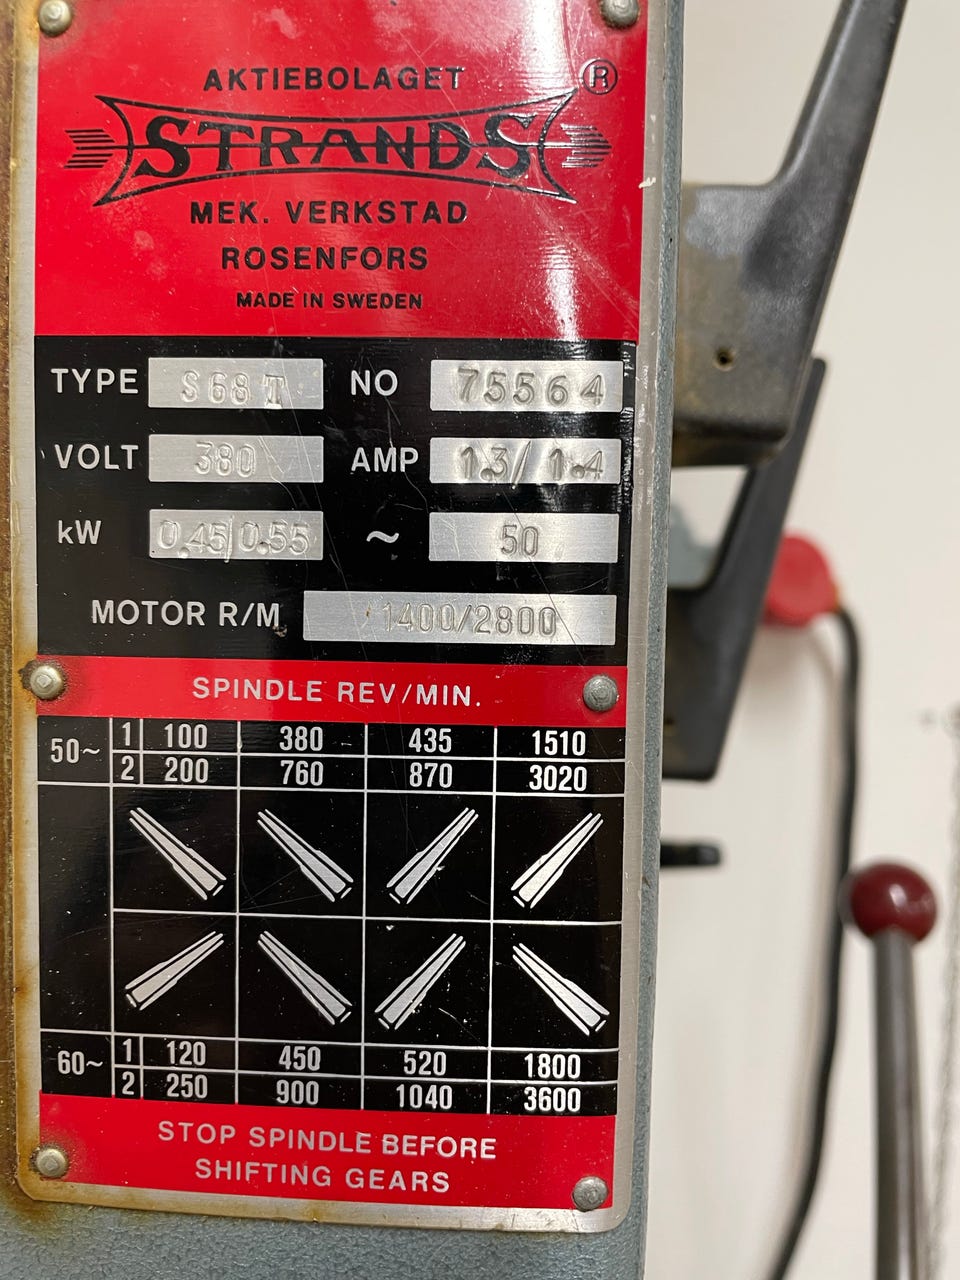 AKTIEBOLAGET ®
STRANDS
MEK. VERKSTAD
ROSENFORS
MADE IN SWEDEN
TYPE S68T NO 75564
VOLT 380 AMP 1.3/1.4
kW 0.45/0.55 ~ 50
MOTOR R/M 1400/2800
SPINDLE REV/MIN.
50~ 1 100 380 435 1510
2 200 760 870 3020
60~ 1 120 450 520 1800
2 250 900 1040 3600
STOP SPINDLE BEFORE
SHIFTING GEARS